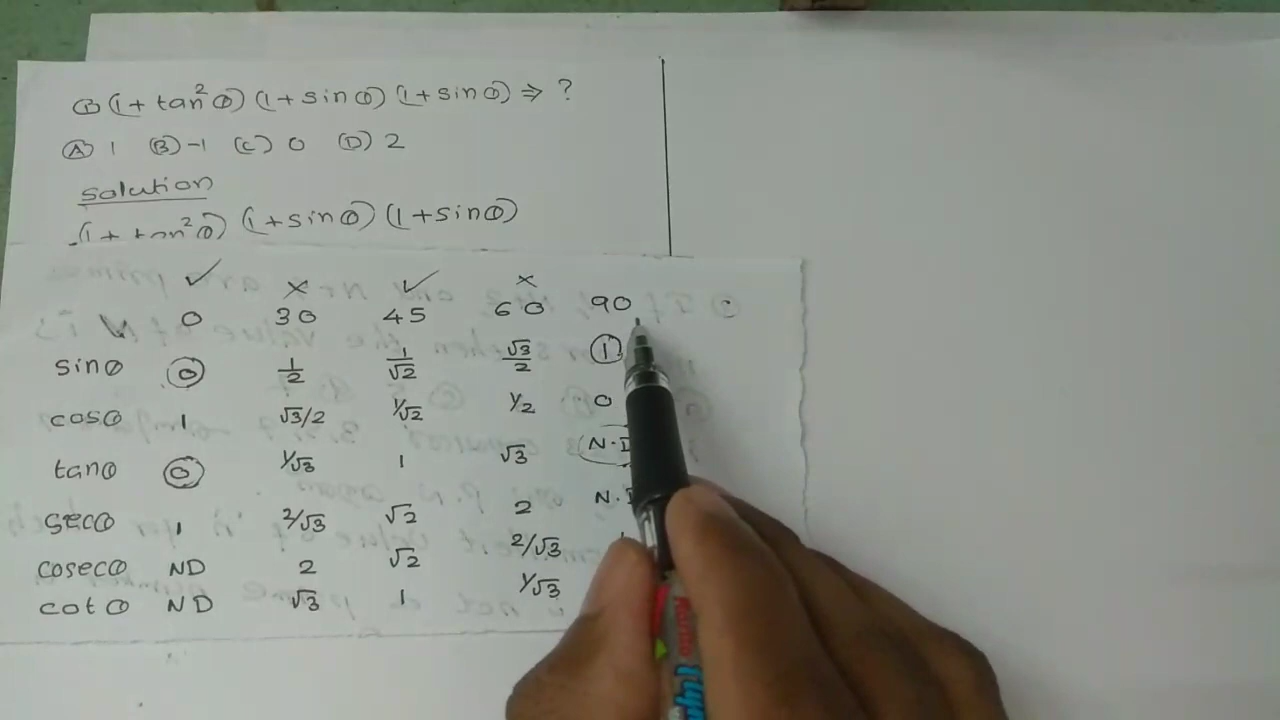 ① (1 + tan²θ) (1 + sinθ) (1 + sinθ) ⇒ ?
Ⓐ 1 Ⓑ -1 Ⓒ 0 Ⓓ 2
Solution
(1 + tan²θ) (1 + sinθ) (1 + sinθ)
✓ × ✓ ×
0 30 45 60 90
sinθ 0 1/2 1/√2 √3/2 1
cosθ 1 √3/2 1/√2 1/2 0
tanθ 0 1/√3 1 √3 N.D
secθ 1 2/√3 √2 2 N.
cosecθ ND 2 √2 2/√3
cotθ ND √3 1 1/√3